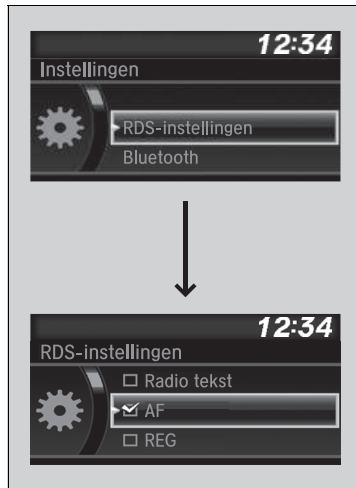 12:34
Instellingen
RDS-instellingen
Bluetooth
12:34
RDS-instellingen
Radio tekst
AF
REG